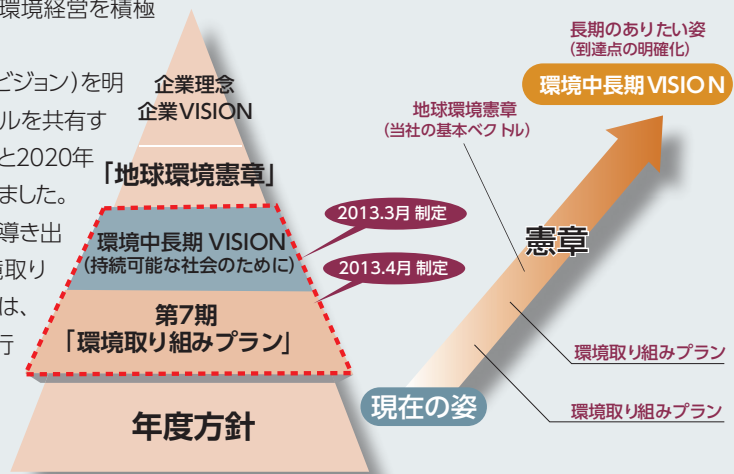 環境経営を積極
ビジョン)を明
ルを共有す
と2020年
ました。
導き出
境取り
は、
行
企業理念
企業VISION
「地球環境憲章」
環境中長期 VISION
(持続可能な社会のために)
第7期
「環境取り組みプラン」
年度方針
2013.3月 制定
2013.4月 制定
長期のありたい姿
(到達点の明確化)
環境中長期 VISION
地球環境憲章
(当社の基本ベクトル)
憲章
環境取り組みプラン
環境取り組みプラン
現在の姿